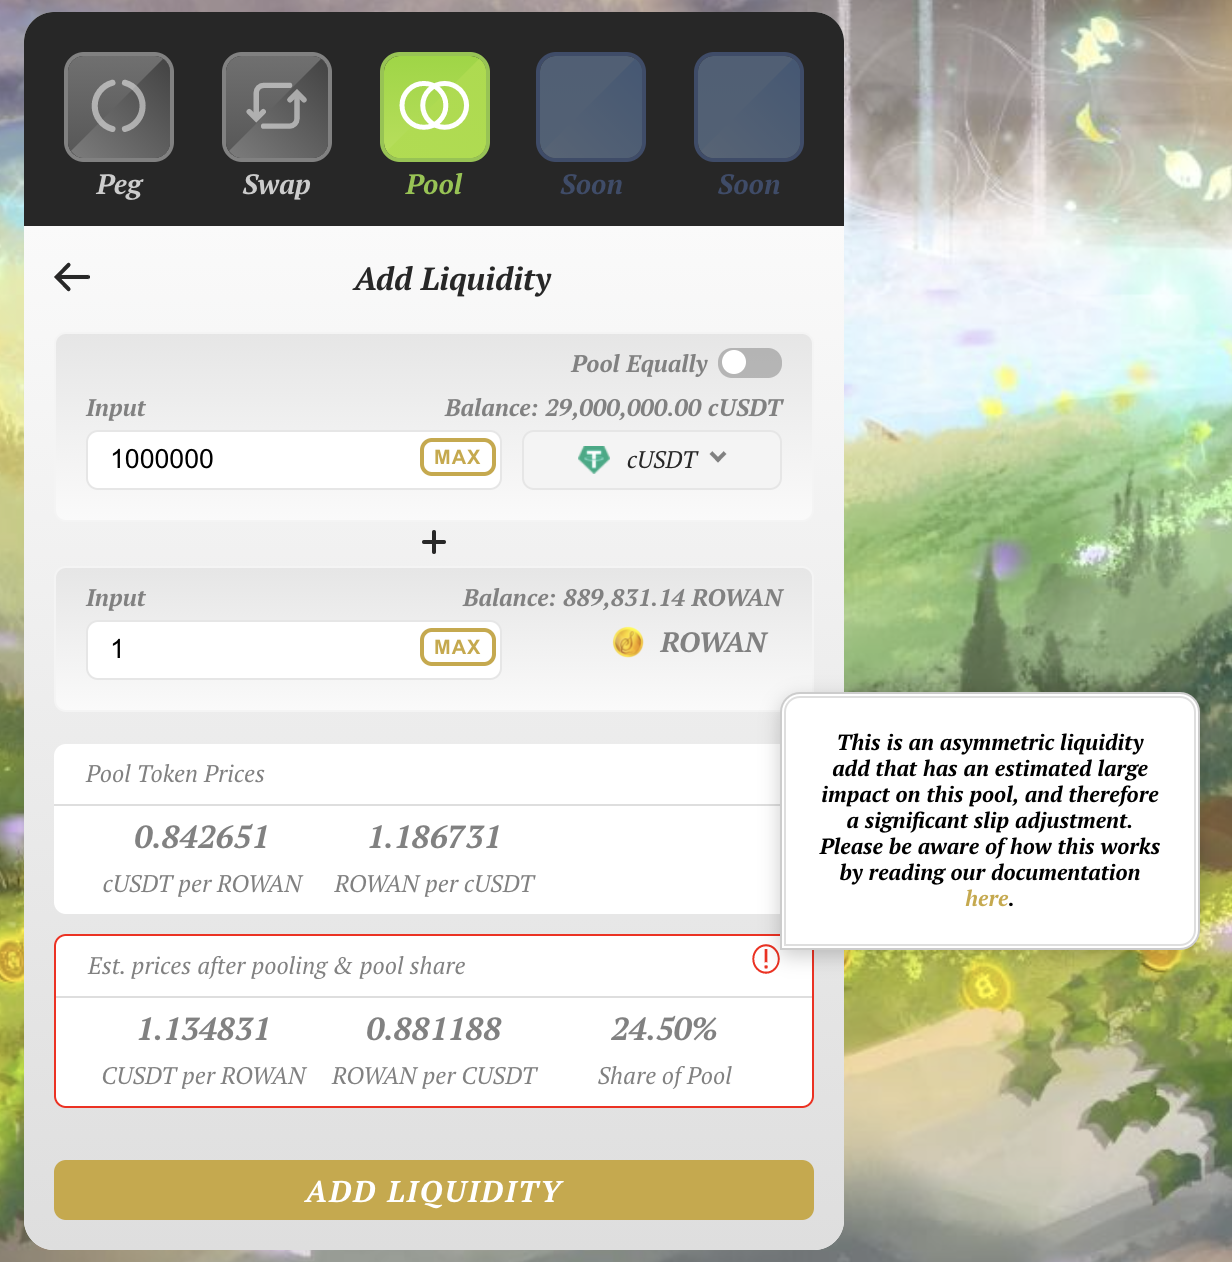 Peg
Swap
Pool
Soon
Soon
Add Liquidity
Pool Equally
Input
Balance: 29,000,000.00 cUSDT
1000000
MAX
cUSDT
+
Input
Balance: 889,831.14 ROWAN
1
MAX
ROWAN
Pool Token Prices
0.842651
1.186731
cUSDT per ROWAN
ROWAN per cUSDT
This is an asymmetric liquidity
add that has an estimated large
impact on this pool, and therefore
a significant slip adjustment.
Please be aware of how this works
by reading our documentation
here.
Est. prices after pooling & pool share
1.134831
0.881188
24.50%
CUSDT per ROWAN
ROWAN per CUSDT
Share of Pool
ADD LIQUIDITY